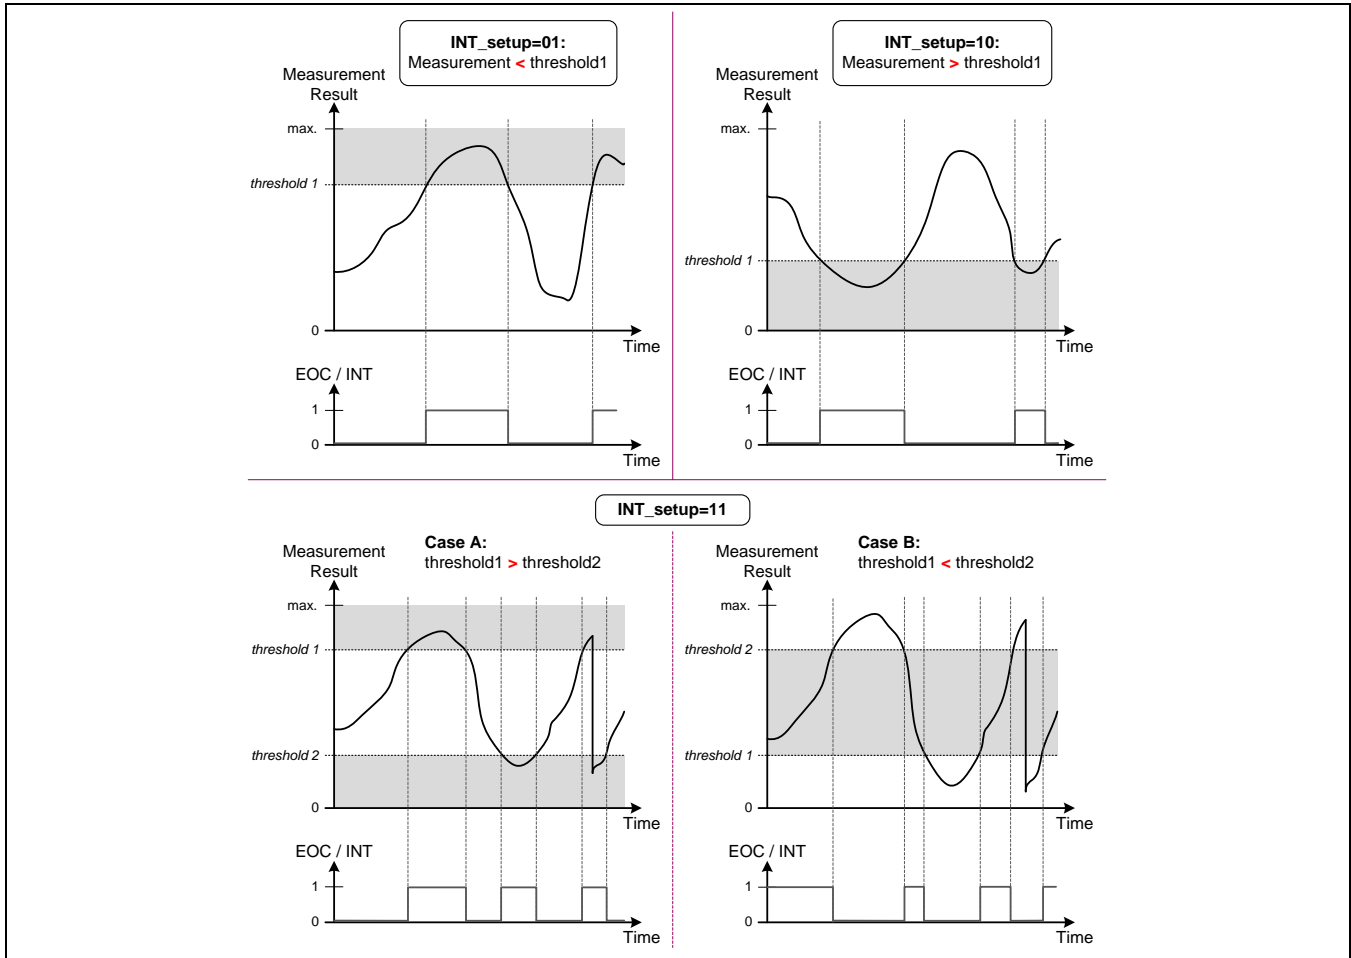 INT_setup=01:
Measurement < threshold1
Measurement
Result
max.
threshold 1
0
Time
EOC / INT
1
0
Time
INT_setup=10:
Measurement > threshold1
Measurement
Result
max.
threshold 1
0
Time
EOC / INT
1
0
Time
INT_setup=11
Case A:
threshold1 > threshold2
Measurement
Result
max.
threshold 1
threshold 2
0
Time
EOC / INT
1
0
Time
Case B:
threshold1 < threshold2
Measurement
Result
max.
threshold 2
threshold 1
0
Time
EOC / INT
1
0
Time